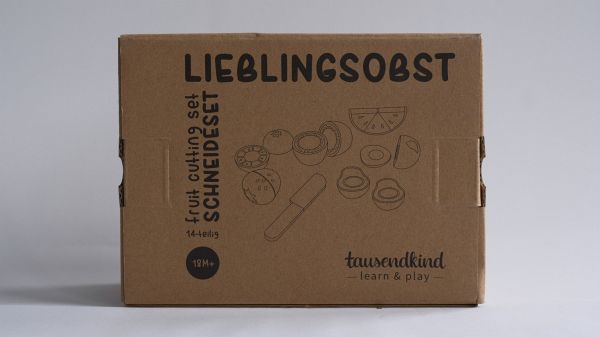 LIEBLINGSOBST
fruit cutting set
SCHNEIDESET
14-teilig
18M+
tausendkind
learn & play